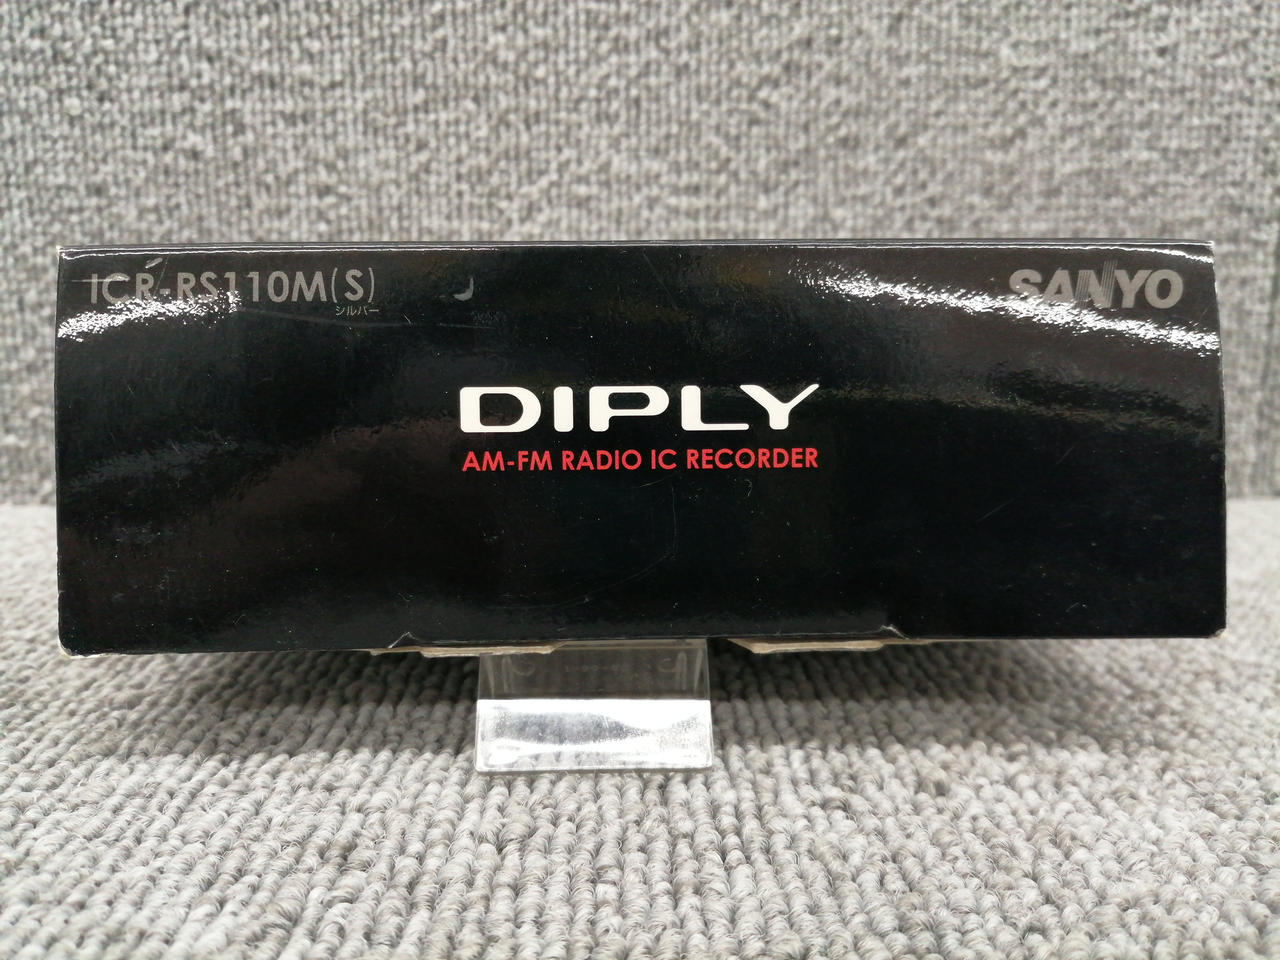 ICR-RS110M(S)
シルバー
SANYO
DIPLY
AM-FM RADIO IC RECORDER